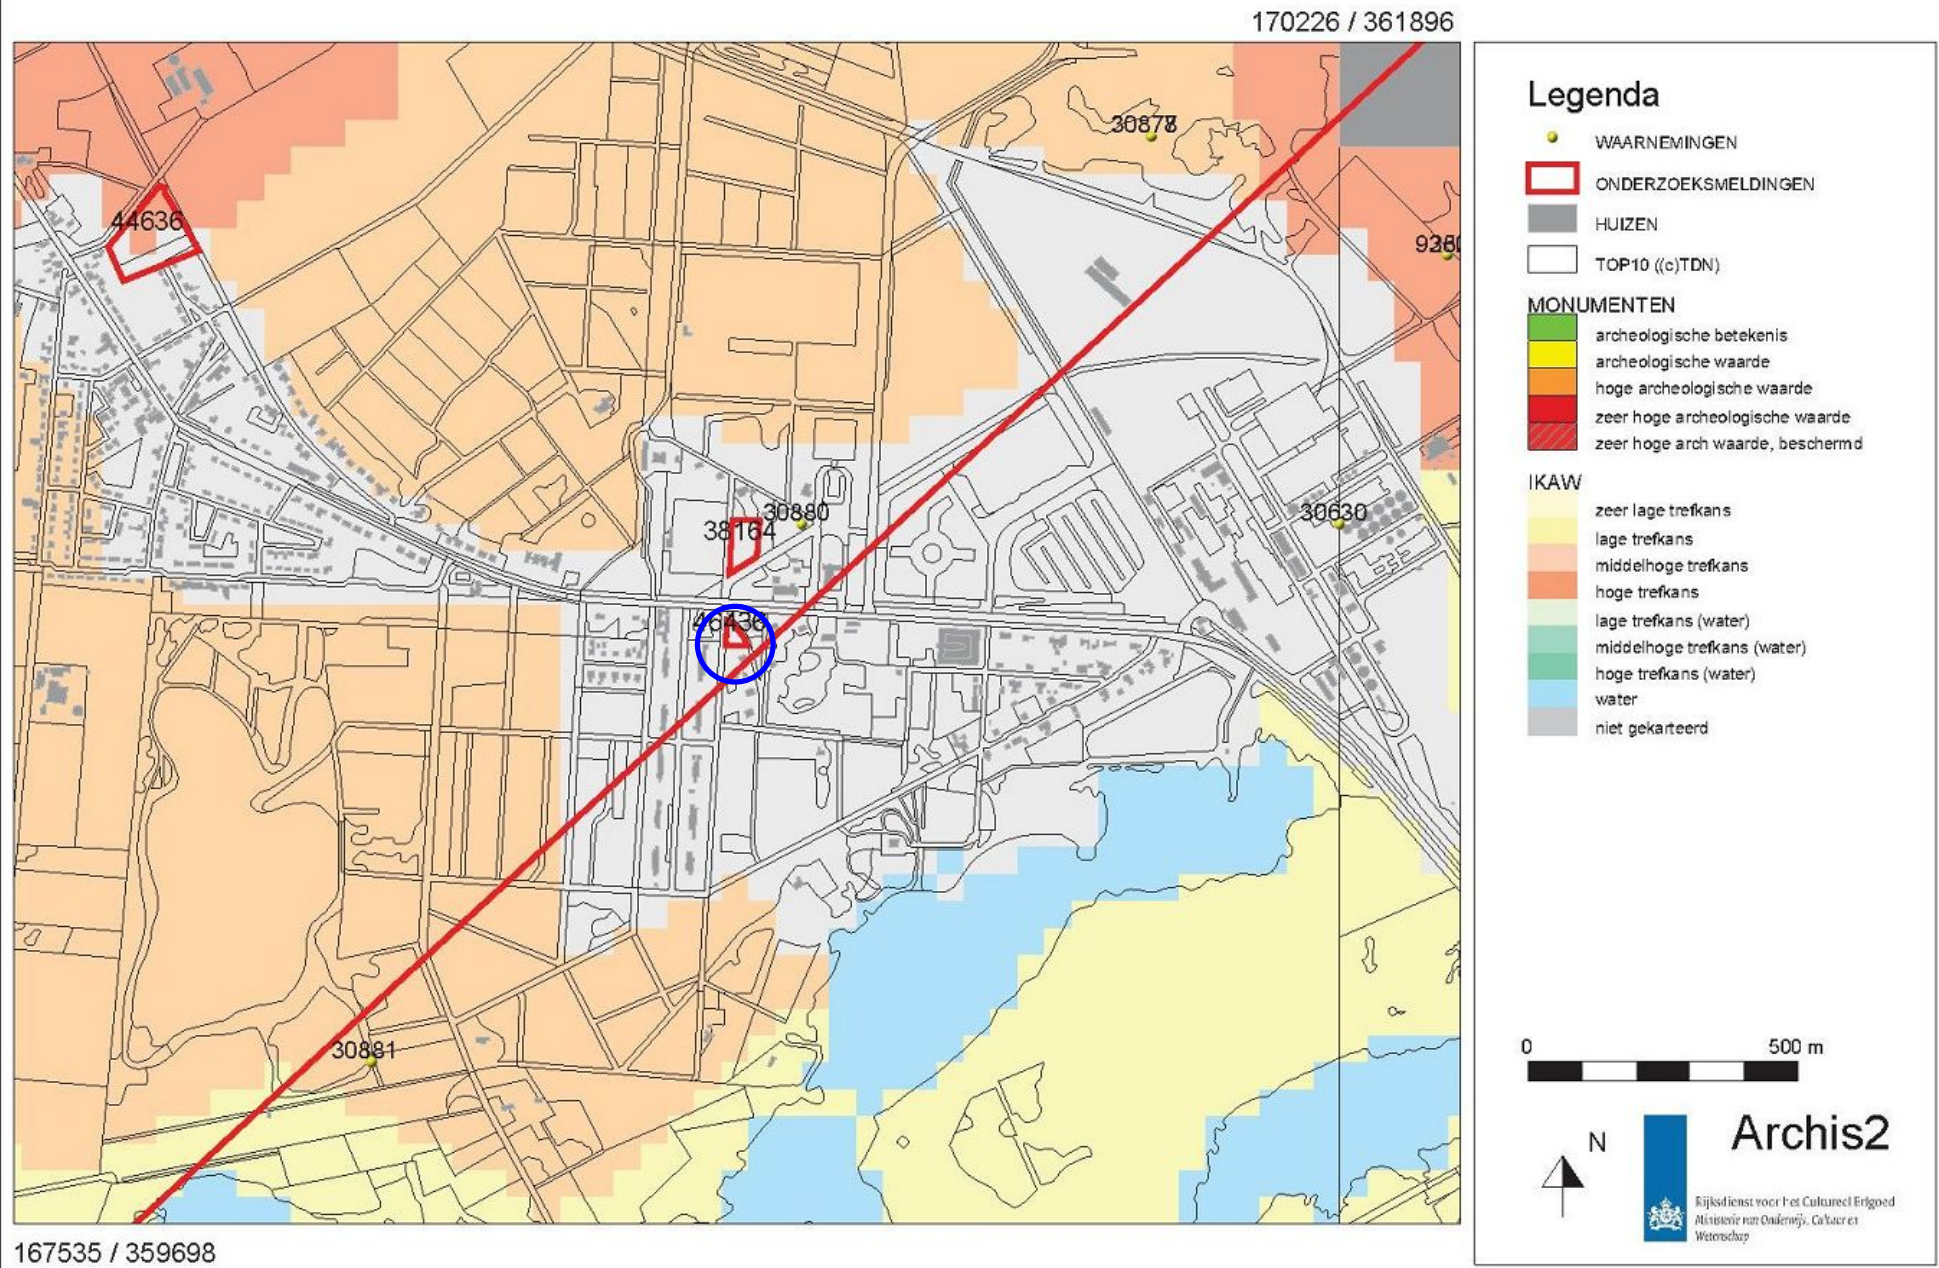 170226 / 361896
44636
30880
38164
30630
46436
30881
167535 / 359698
Legenda
WAARNEMINGEN
ONDERZOEKSMELDINGEN
HUIZEN
TOP10 ((c)TDN)
MONUMENTEN
archeologische betekenis
archeologische waarde
hoge archeologische waarde
zeer hoge archeologische waarde
zeer hoge arch waarde, beschermd
IKAW
zeer lage trefkans
lage trefkans
middelhoge trefkans
hoge trefkans
lage trefkans (water)
middelhoge trefkans (water)
hoge trefkans (water)
water
niet gekarteerd
0 500 m
N
Archis2
Rijksdienst voor het Cultureel Erfgoed
Ministerie van Onderwijs, Cultuur en
Wetenschap